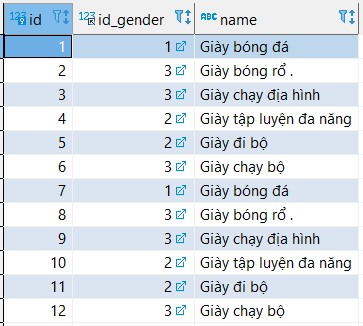 123 id 123 id_gender ABC name
1 1 Giày bóng đá
2 3 Giày bóng rổ .
3 3 Giày chạy địa hình
4 2 Giày tập luyện đa năng
5 2 Giày đi bộ
6 3 Giày chạy bộ
7 1 Giày bóng đá
8 3 Giày bóng rổ .
9 3 Giày chạy địa hình
10 2 Giày tập luyện đa năng
11 2 Giày đi bộ
12 3 Giày chạy bộ